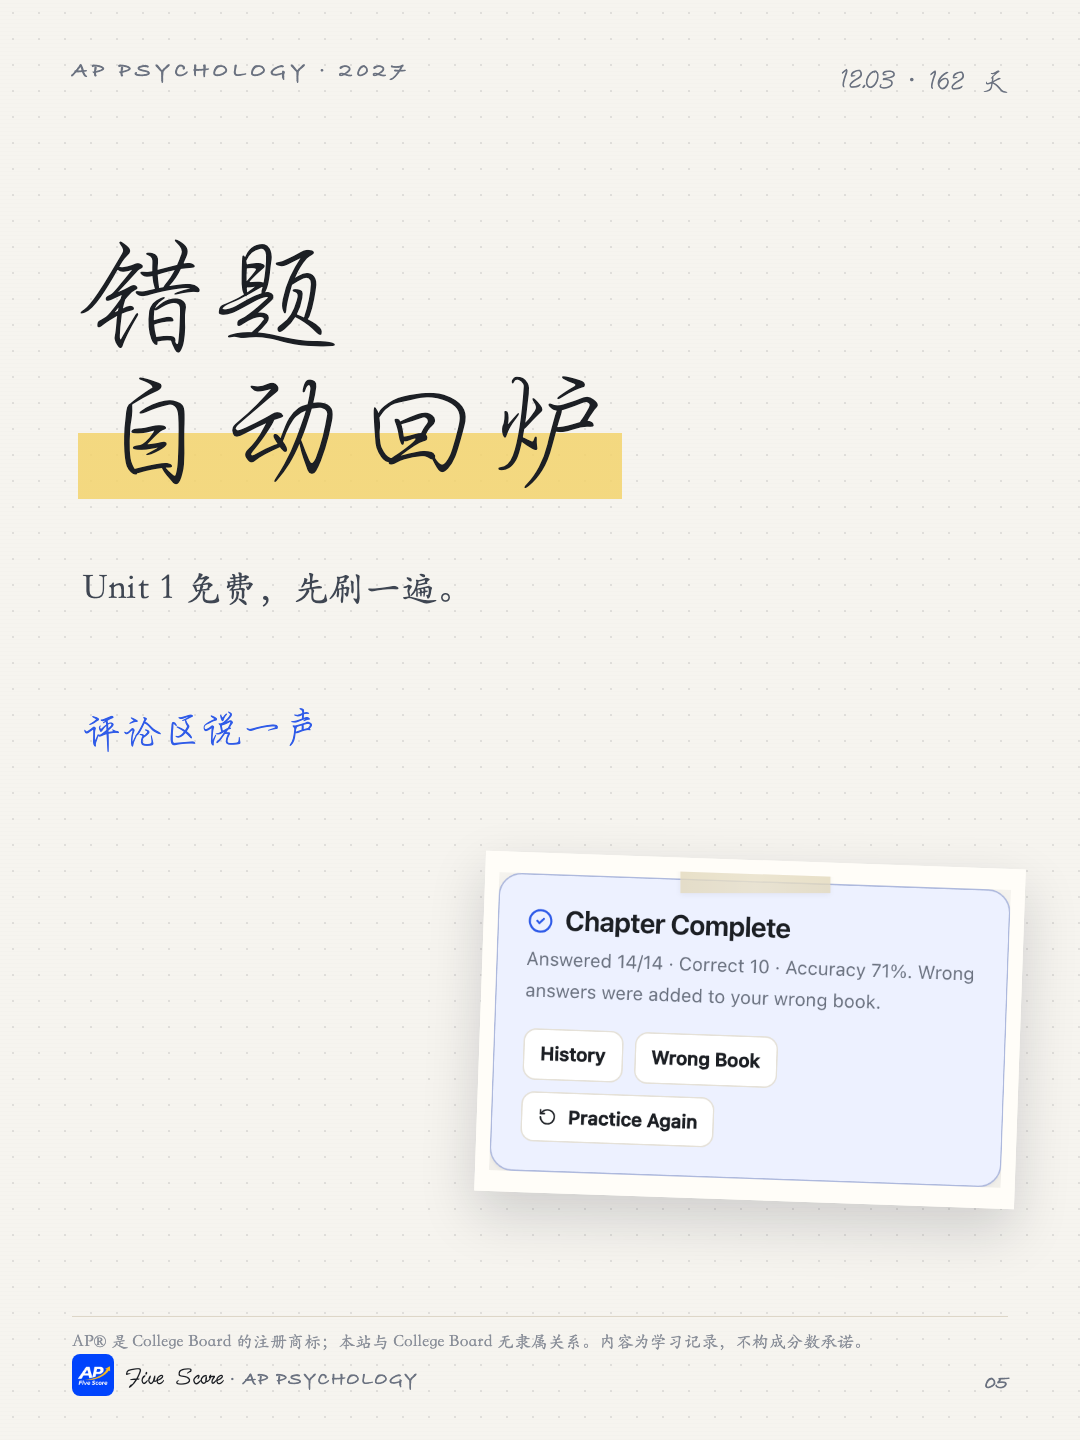 AP PSYCHOLOGY · 2027
12.03 · 162 天
错题
自动回炉
Unit 1 免费，先刷一遍。
评论区说一声
Chapter Complete
Answered 14/14 · Correct 10 · Accuracy 71%. Wrong
answers were added to your wrong book.
History
Wrong Book
Practice Again
AP® 是 College Board 的注册商标；本站与 College Board 无隶属关系。内容为学习记录，不构成分数承诺。
AP
Five Score
Five Score · AP PSYCHOLOGY
05